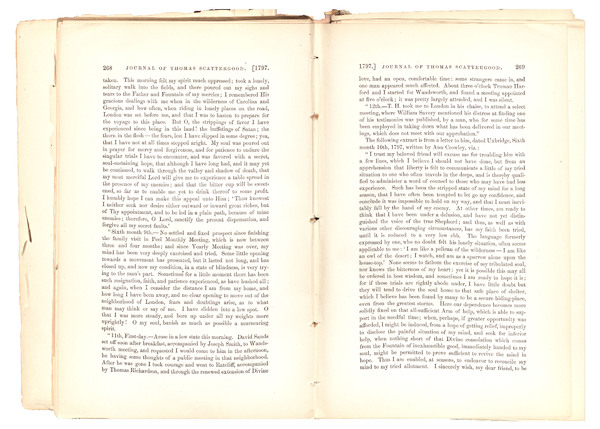 268 JOURNAL OF THOMAS SCATTERGOOD. [1797.
taken. This morning felt my spirit much oppressed; took a lonely,
solitary walk into the fields, and there poured out my sighs and
tears to the Father and Fountain of my mercies; I remembered His
gracious dealings with me when in the wilderness of Carolina and
Georgia, and how often, when riding in lonely places on the road,
London was set before me, and that I was to hasten to prepare for
the voyage to this place. But O, the strippings of favor I have
experienced since being in this land! the buffetings of Satan; the
thorn in the flesh — the fears, lest I have slipped in some degree; yea,
that I have not at all times stepped aright. My soul was poured out
in prayer for mercy and forgiveness, and for patience to endure the
singular trials I have to encounter, and was favored with a secret,
soul-sustaining hope, that although I have long had, and it may yet
be continued, to walk through the valley and shadow of death, that
my most merciful Lord will give me to experience a table spread in
the presence of my enemies; and that the bitter cup will be sweet-
ened, so far as to enable me yet to drink thereof to some profit.
I humbly hope I can make this appeal unto Him: 'Thou knowest
I neither seek nor desire either outward or inward great riches, but
of Thy appointment, and to be led in a plain path, because of mine
enemies; therefore, O Lord, sanctify the present dispensation, and
forgive all my secret faults.'
"Sixth month 9th.—No settled and fixed prospect since finishing
the family visit in Peel Monthly Meeting, which is now between
three and four months; and since Yearly Meeting was over, my
mind has been very deeply exercised and tried. Some little opening
towards a movement has presented, but it lasted not long, and has
closed up, and now my condition, in a state of blindness, is very try-
ing to the man's part. Sometimes for a little moment there has been
such resignation, faith, and patience experienced, as have healed all;
and again, when I consider the distance I am from my home, and
how long I have been away, and no clear opening to move out of the
neighborhood of London, fears and doubtings arise, as to what
man may think or say of me. I have slidden into a low spot. O
that I was more steady, and bore up under all my weights more
uprightly! O my soul, banish as much as possible a murmuring
spirit.
"11th, First-day.—Arose in a low state this morning. David Sands
set off soon after breakfast, accompanied by Joseph Smith, to Wands-
worth meeting, and requested I would come to him in the afternoon,
he having some thoughts of a public meeting in that neighborhood.
After he was gone I took courage and went to Ratcliff, accompanied
by Thomas Richardson, and through the renewed extension of Divine
1797.] JOURNAL OF THOMAS SCATTERGOOD. 269
love, had an open, comfortable time: some strangers came in, and
one man appeared much affected. About three o'clock Truman Har-
ford and I started for Wandsworth, and found a meeting appointed
at five o'clock; it was pretty largely attended, and I was silent.
"12th.—T. H. took me to London in his chaise, to attend a select
meeting, where William Savery mentioned his distress at finding one
of his testimonies was published, by a man, who for some time has
been employed in taking down what has been delivered in our meet-
ings, which does not meet with our approbation."
The following extract is from a letter to him, dated Uxbridge, Sixth
month 10th, 1797, written by Ann Crowley, viz.:
"I trust my beloved friend will excuse me for troubling him with
a few lines, which I believe I should not have done, but from an
apprehension that liberty is felt to communicate a little of my tried
situation to one who often travels in the deeps, and is thereby quali-
fied to administer a word of counsel to those who may have had less
experience. Such has been the stripped state of my mind for a long
season, that I have often been tempted to let go my confidence, and
conclude it was impossible to hold on my way, and that I must inevi-
tably fall by the hand of my enemy. At other times, am ready to
think that I have been under a delusion, and have not yet distin-
guished the voice of the true Shepherd; and thus, as well as with
various other discouraging circumstances, has my faith been tried,
until it is reduced to a very low ebb. The language formerly
expressed by one, who no doubt felt his lonely situation, often seems
applicable to me: 'I am like a pelican of the wilderness — I am like
an owl of the desert; I watch, and am as a sparrow alone upon the
house-top.' None seems to fathom the exercise of my tribulated soul,
nor knows the bitterness of my heart; yet it is possible this may all
be ordered in best wisdom, and sometimes I am ready to hope it is;
for if these trials are rightly abode under, I have little doubt but
they will tend to drive the soul home to that safe place of shelter,
which I believe has been found by many to be a secure hiding-place,
even from the greatest storms. Here our dependence becomes more
solidly fixed on that all-sufficient Arm of help, which is able to sup-
port in the needful time; when, perhaps, if greater opportunity was
afforded, I might be induced, from a hope of getting relief, improperly
to disclose the painful situation of my mind, and seek for inferior
help, when nothing short of that Divine consolation which comes
from the Fountain of inexhaustible good, immediately handed to my
soul, might be permitted to prove sufficient to revive the mind in
hope. Thus I am enabled, at seasons, to endeavor to reconcile my
mind to my tried allotment. I sincerely wish, my dear friend, to be